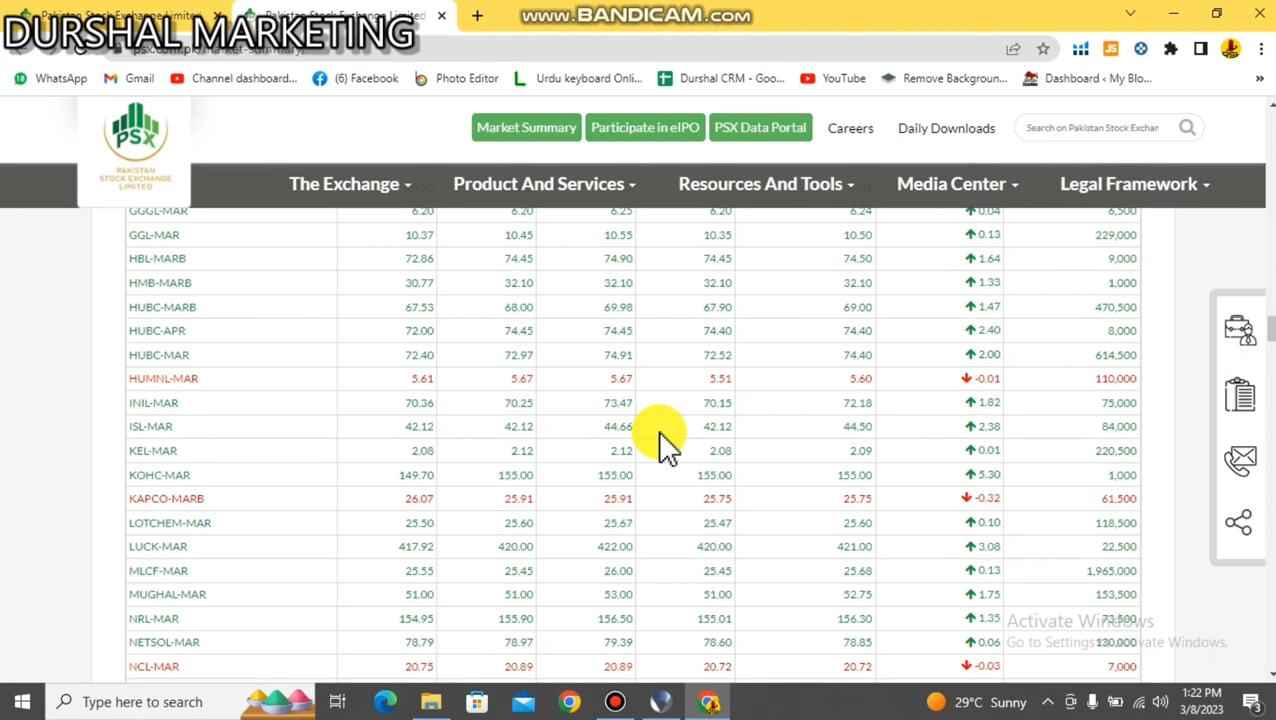 Pakistan Stock Exchange Limited
Pakistan Stock Exchange Limited
WWW.BANDICAM.COM
DURSHAL MARKETING
psx.com.pk/market-summary/
WhatsApp
Gmail
Channel dashboard...
(6) Facebook
Photo Editor
Urdu keyboard Onli...
Durshal CRM - Goo...
YouTube
Remove Backgroun...
Dashboard ‹ My Blo...
PSX
PAKISTAN
STOCK EXCHANGE
LIMITED
Market Summary Participate in eIPO PSX Data Portal Careers Daily Downloads Search on Pakistan Stock Exchar
The Exchange Product And Services Resources And Tools Media Center Legal Framework
GGGL-MAR 6.20 6.20 6.25 6.20 6.24 0.04 6,500
GGL-MAR 10.37 10.45 10.55 10.35 10.50 0.13 229,000
HBL-MARB 72.86 74.45 74.90 74.45 74.50 1.64 9,000
HMB-MARB 30.77 32.10 32.10 32.10 32.10 1.33 1,000
HUBC-MARB 67.53 68.00 69.98 67.90 69.00 1.47 470,500
HUBC-APR 72.00 74.45 74.45 74.40 74.40 2.40 8,000
HUBC-MAR 72.40 72.97 74.91 72.52 74.40 2.00 614,500
HUMNL-MAR 5.61 5.67 5.67 5.51 5.60 -0.01 110,000
INIL-MAR 70.36 70.25 73.47 70.15 72.18 1.82 75,000
ISL-MAR 42.12 42.12 44.66 42.12 44.50 2.38 84,000
KEL-MAR 2.08 2.12 2.12 2.08 2.09 0.01 220,500
KOHC-MAR 149.70 155.00 155.00 155.00 155.00 5.30 1,000
KAPCO-MARB 26.07 25.91 25.91 25.75 25.75 -0.32 61,500
LOTCHEM-MAR 25.50 25.60 25.67 25.47 25.60 0.10 118,500
LUCK-MAR 417.92 420.00 422.00 420.00 421.00 3.08 22,500
MLCF-MAR 25.55 25.45 26.00 25.45 25.68 0.13 1,965,000
MUGHAL-MAR 51.00 51.00 53.00 51.00 52.75 1.75 153,500
NRL-MAR 154.95 155.90 156.50 155.01 156.30 1.35
NETSOL-MAR 78.79 78.97 79.39 78.60 78.85 0.06 130,000
NCL-MAR 20.75 20.89 20.89 20.72 20.72 -0.03 7,000
Activate Windows
Go to Settings to activate Windows.
Type here to search
29°C Sunny
1:22 PM
3/8/2023
3